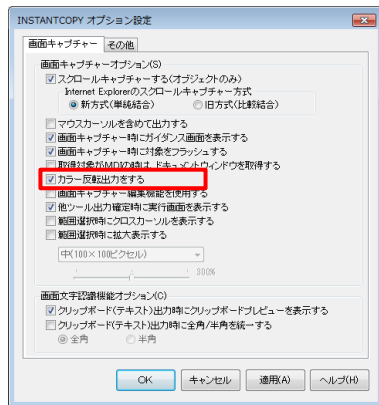 INSTANTCOPY オプション設定
画面キャプチャー その他
画面キャプチャーオプション(S)
スクロールキャプチャーする(オブジェクトのみ)
Internet Explorerのスクロールキャプチャー方式
新方式(単純結合) 旧方式(比較結合)
マウスカーソルを含めて出力する
画面キャプチャー時にガイダンス画面を表示する
画面キャプチャー時に対象をフラッシュする
取得対象がMDIの時は、ドキュメントウィンドウを取得する
カラー反転出力をする
画面キャプチャー編集機能を使用する
他ツール出力確定時に実行画面を表示する
範囲選択時にクロスカーソルを表示する
範囲選択時に拡大表示する
中(100×100ピクセル)
300%
画面文字認識機能オプション(C)
クリップボード(テキスト)出力時にクリップボードプレビューを表示する
クリップボード(テキスト)出力時に全角/半角を統一する
全角 半角
OK キャンセル 適用(A) ヘルプ(H)